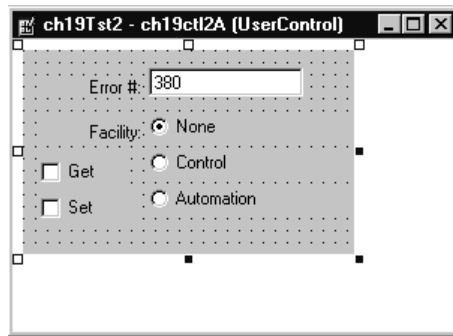 ch19Tst2 - ch19ctl2A (UserControl)
Error #: 380
Facility: None
Control
Get
Automation
Set